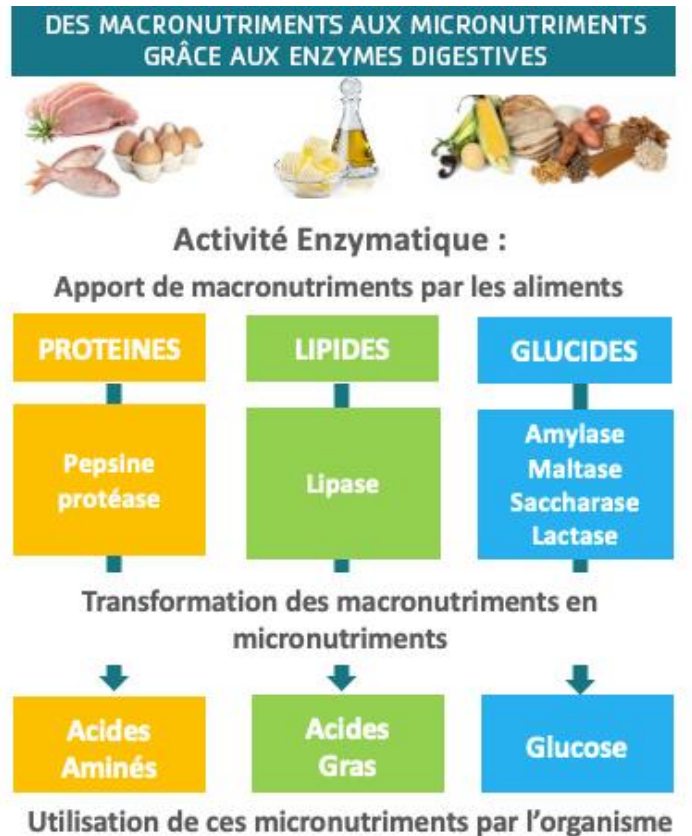 DES MACRONUTRIMENTS AUX MICRONUTRIMENTS
GRÂCE AUX ENZYMES DIGESTIVES
Activité Enzymatique :
Apport de macronutriments par les aliments
PROTEINES
LIPIDES
GLUCIDES
Pepsine
protéase
Lipase
Amylase
Maltase
Saccharase
Lactase
Transformation des macronutriments en
micronutriments
Acides
Aminés
Acides
Gras
Glucose
Utilisation de ces micronutriments par l'organisme